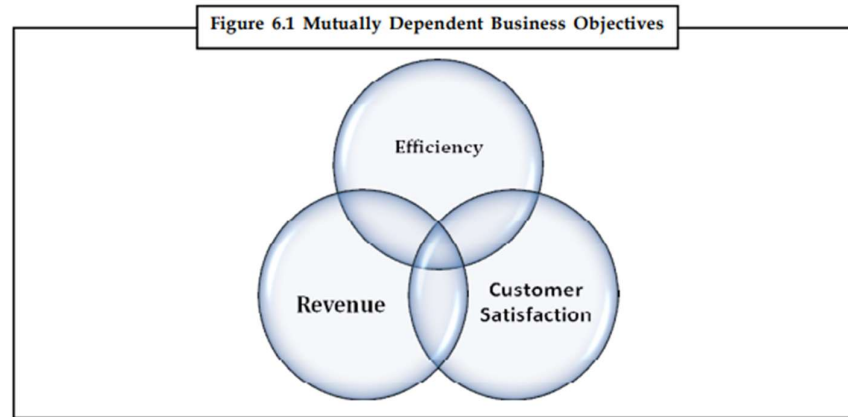 Figure 6.1 Mutually Dependent Business Objectives
Efficiency
Revenue
Customer
Satisfaction